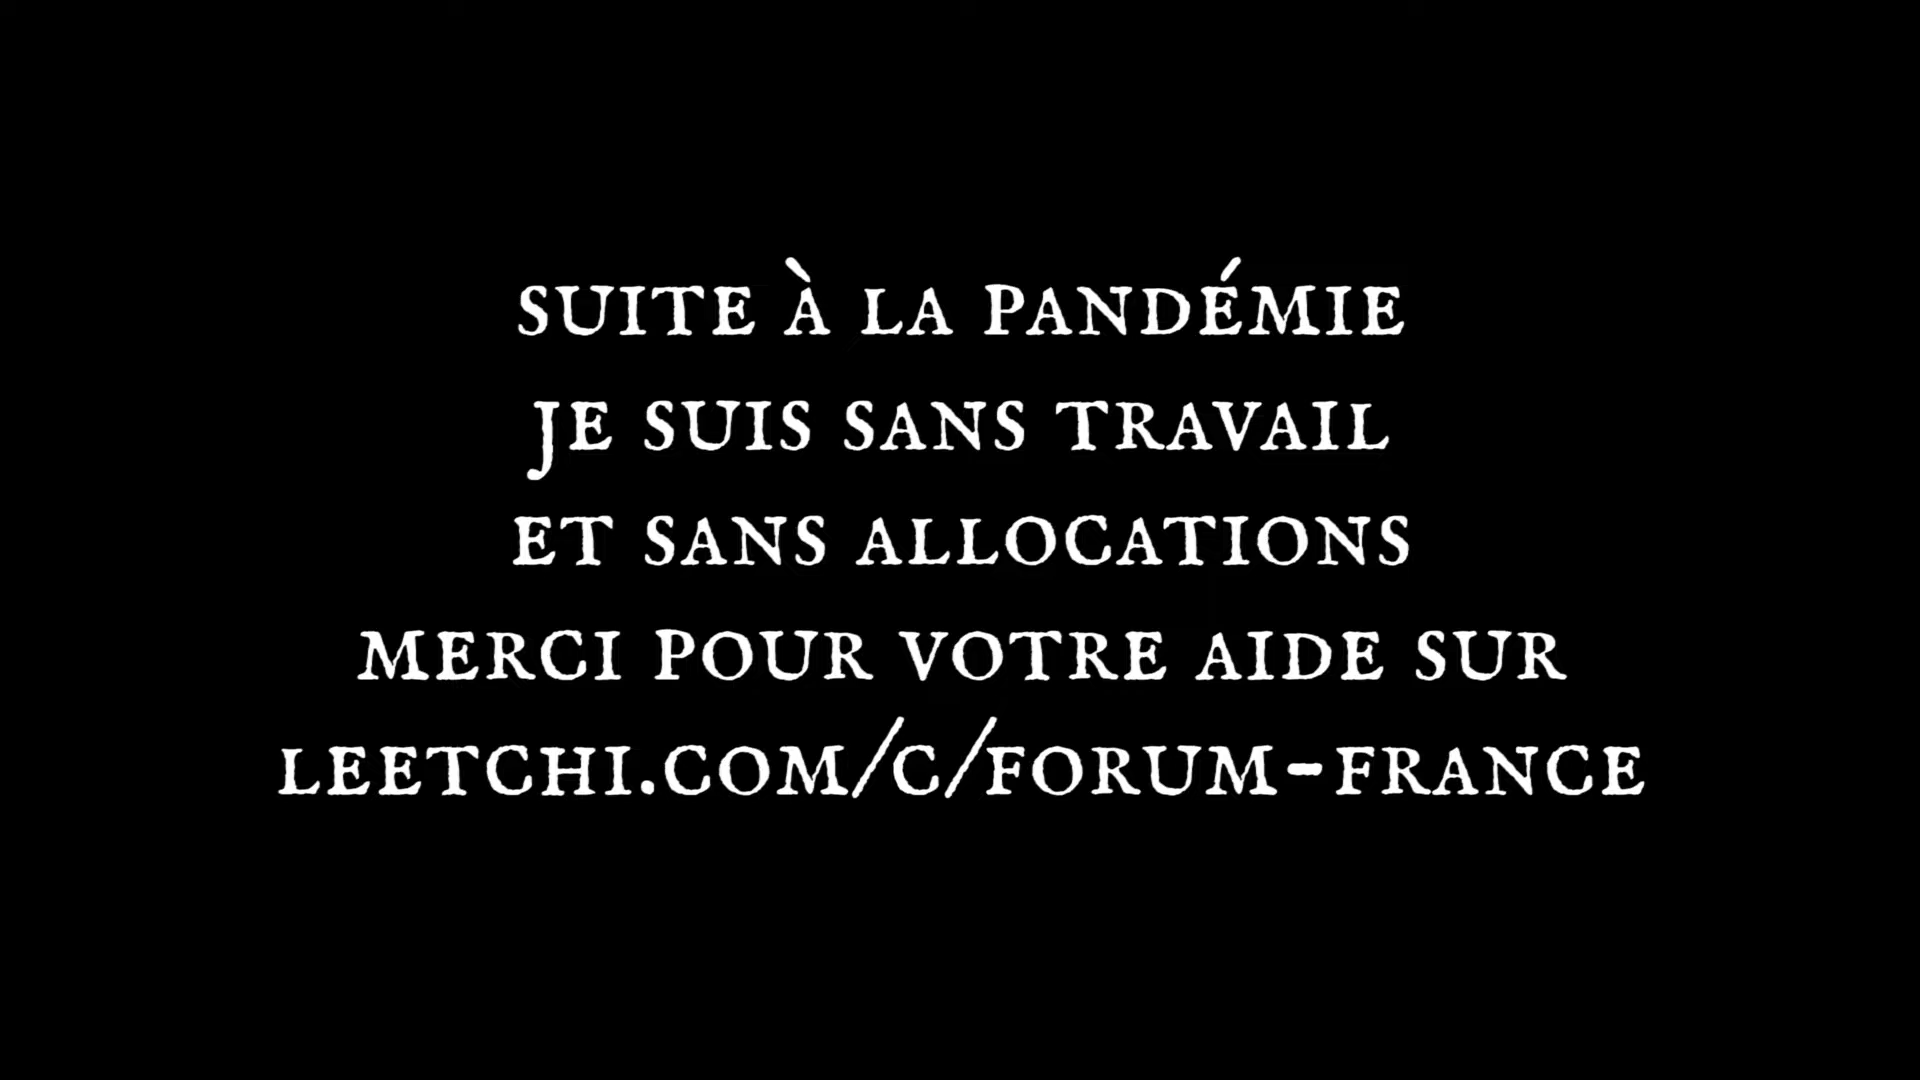 SUITE À LA PANDÉMIE
JE SUIS SANS TRAVAIL
ET SANS ALLOCATIONS
MERCI POUR VOTRE AIDE SUR
LEETCHI.COM/C/FORUM-FRANCE